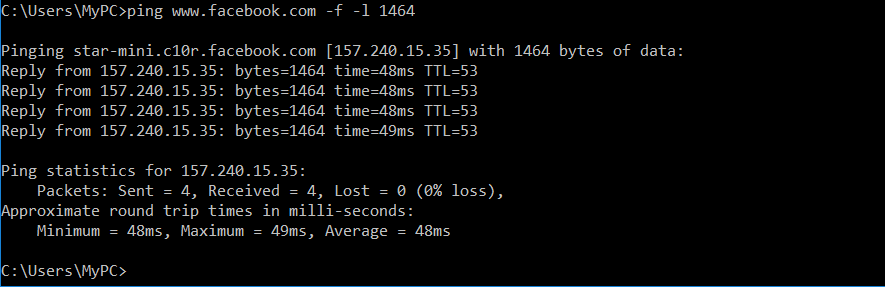 C:\Users\MyPC>ping www.facebook.com -f -l 1464
Pinging star-mini.c10r.facebook.com [157.240.15.35] with 1464 bytes of data:
Reply from 157.240.15.35: bytes=1464 time=48ms TTL=53
Reply from 157.240.15.35: bytes=1464 time=48ms TTL=53
Reply from 157.240.15.35: bytes=1464 time=48ms TTL=53
Reply from 157.240.15.35: bytes=1464 time=49ms TTL=53
Ping statistics for 157.240.15.35:
    Packets: Sent = 4, Received = 4, Lost = 0 (0% loss),
Approximate round trip times in milli-seconds:
    Minimum = 48ms, Maximum = 49ms, Average = 48ms
C:\Users\MyPC>